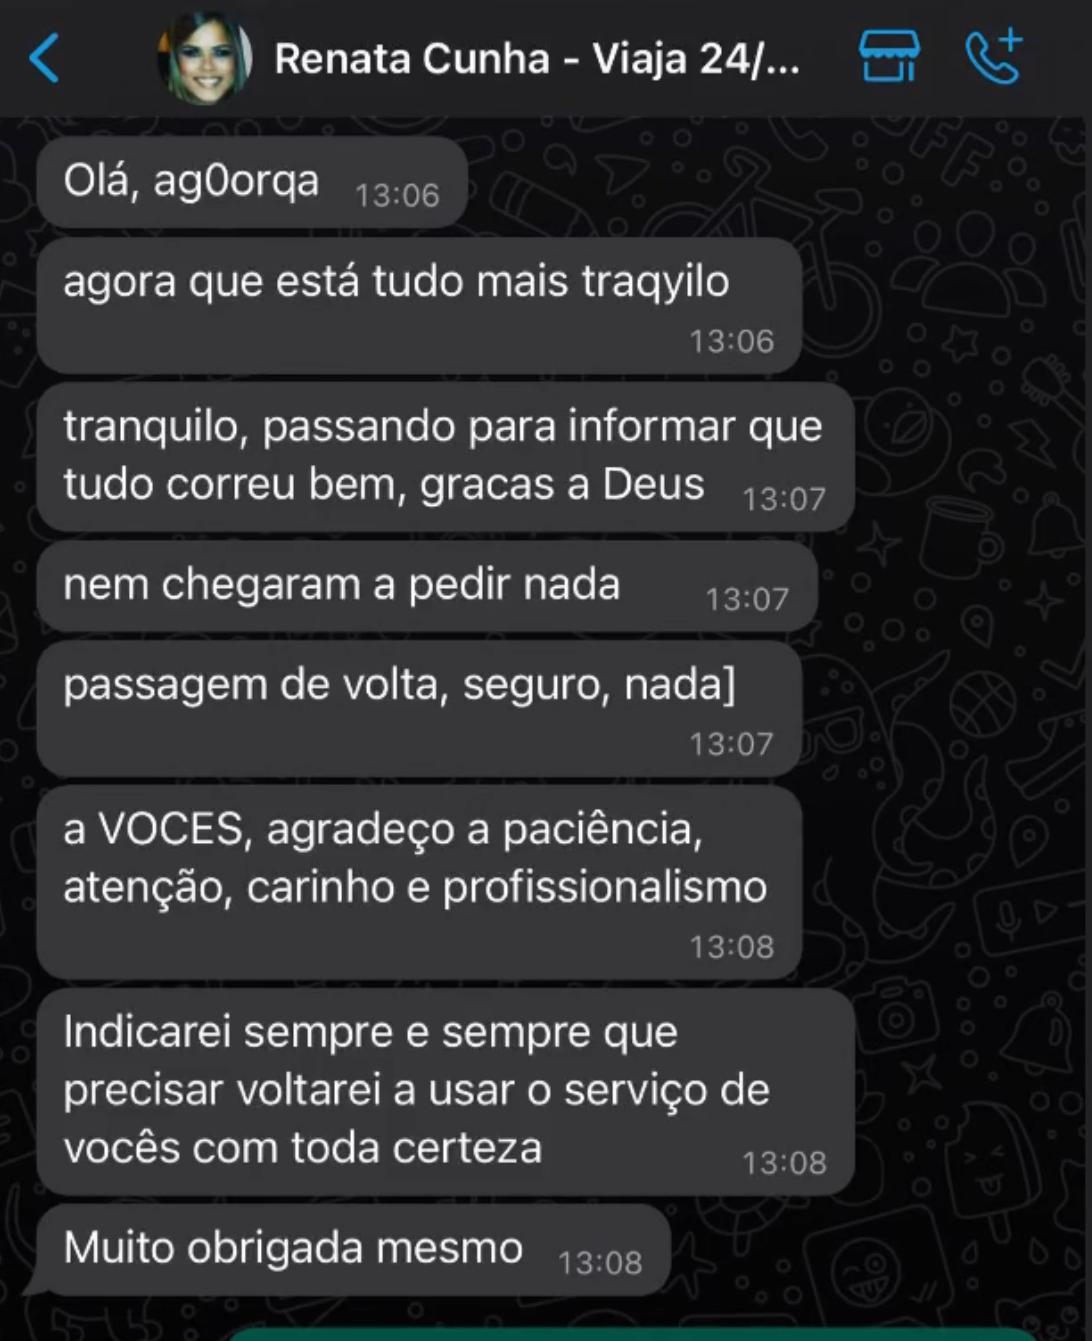 Renata Cunha - Viaja 24/...
Olá, ag0orqa 13:06
agora que está tudo mais traqyilo
13:06
tranquilo, passando para informar que
tudo correu bem, gracas a Deus 13:07
nem chegaram a pedir nada 13:07
passagem de volta, seguro, nada]
13:07
a VOCES, agradeço a paciência,
atenção, carinho e profissionalismo
13:08
Indicarei sempre e sempre que
precisar voltarei a usar o serviço de
vocês com toda certeza 13:08
Muito obrigada mesmo 13:08